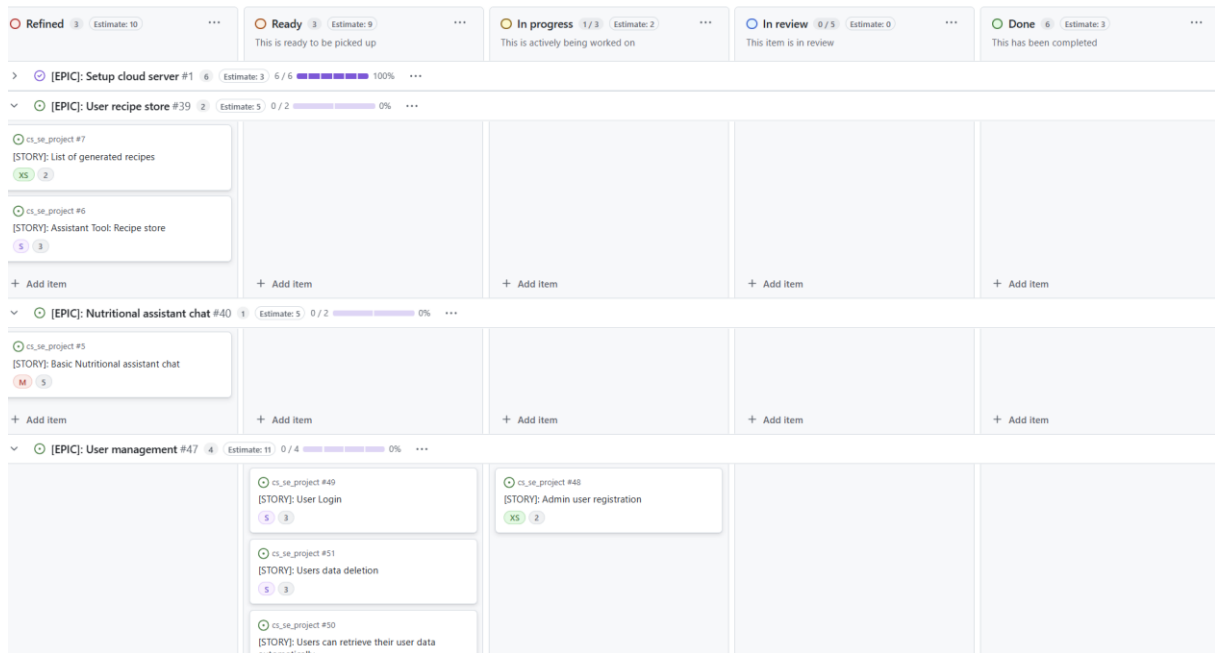 Refined 3 Estimate: 10 ...
Ready 3 Estimate: 9 ...
This is ready to be picked up
In progress 1 / 3 Estimate: 2 ...
This is actively being worked on
In review 0 / 5 Estimate: 0 ...
This item is in review
Done 6 Estimate: 3 ...
This has been completed
[EPIC]: Setup cloud server #1 6 Estimate: 3 6 / 6 100% ...
[EPIC]: User recipe store #39 2 Estimate: 5 0 / 2 0% ...
cs_se_project #7
[STORY]: List of generated recipes
XS 2
cs_se_project #6
[STORY]: Assistant Tool: Recipe store
S 3
+ Add item
+ Add item
+ Add item
+ Add item
+ Add item
[EPIC]: Nutritional assistant chat #40 1 Estimate: 5 0 / 2 0% ...
cs_se_project #5
[STORY]: Basic Nutritional assistant chat
M 5
+ Add item
+ Add item
+ Add item
+ Add item
+ Add item
[EPIC]: User management #47 4 Estimate: 11 0 / 4 0% ...
cs_se_project #49
[STORY]: User Login
S 3
cs_se_project #51
[STORY]: Users data deletion
S 3
cs_se_project #50
[STORY]: Users can retrieve their user data
cs_se_project #48
[STORY]: Admin user registration
XS 2